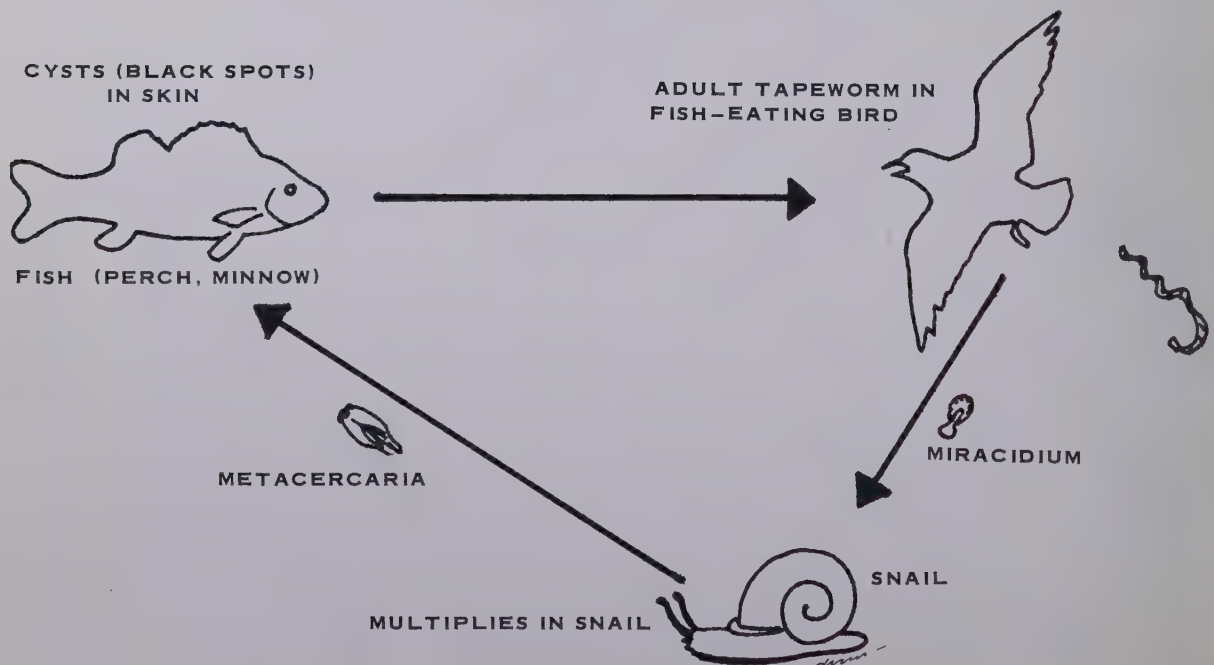 CYSTS (BLACK SPOTS)
IN SKIN
ADULT TAPEWORM IN
FISH-EATING BIRD
FISH (PERCH, MINNOW)
METACERCARIA
MIRACIDIUM
SNAIL
MULTIPLIES IN SNAIL